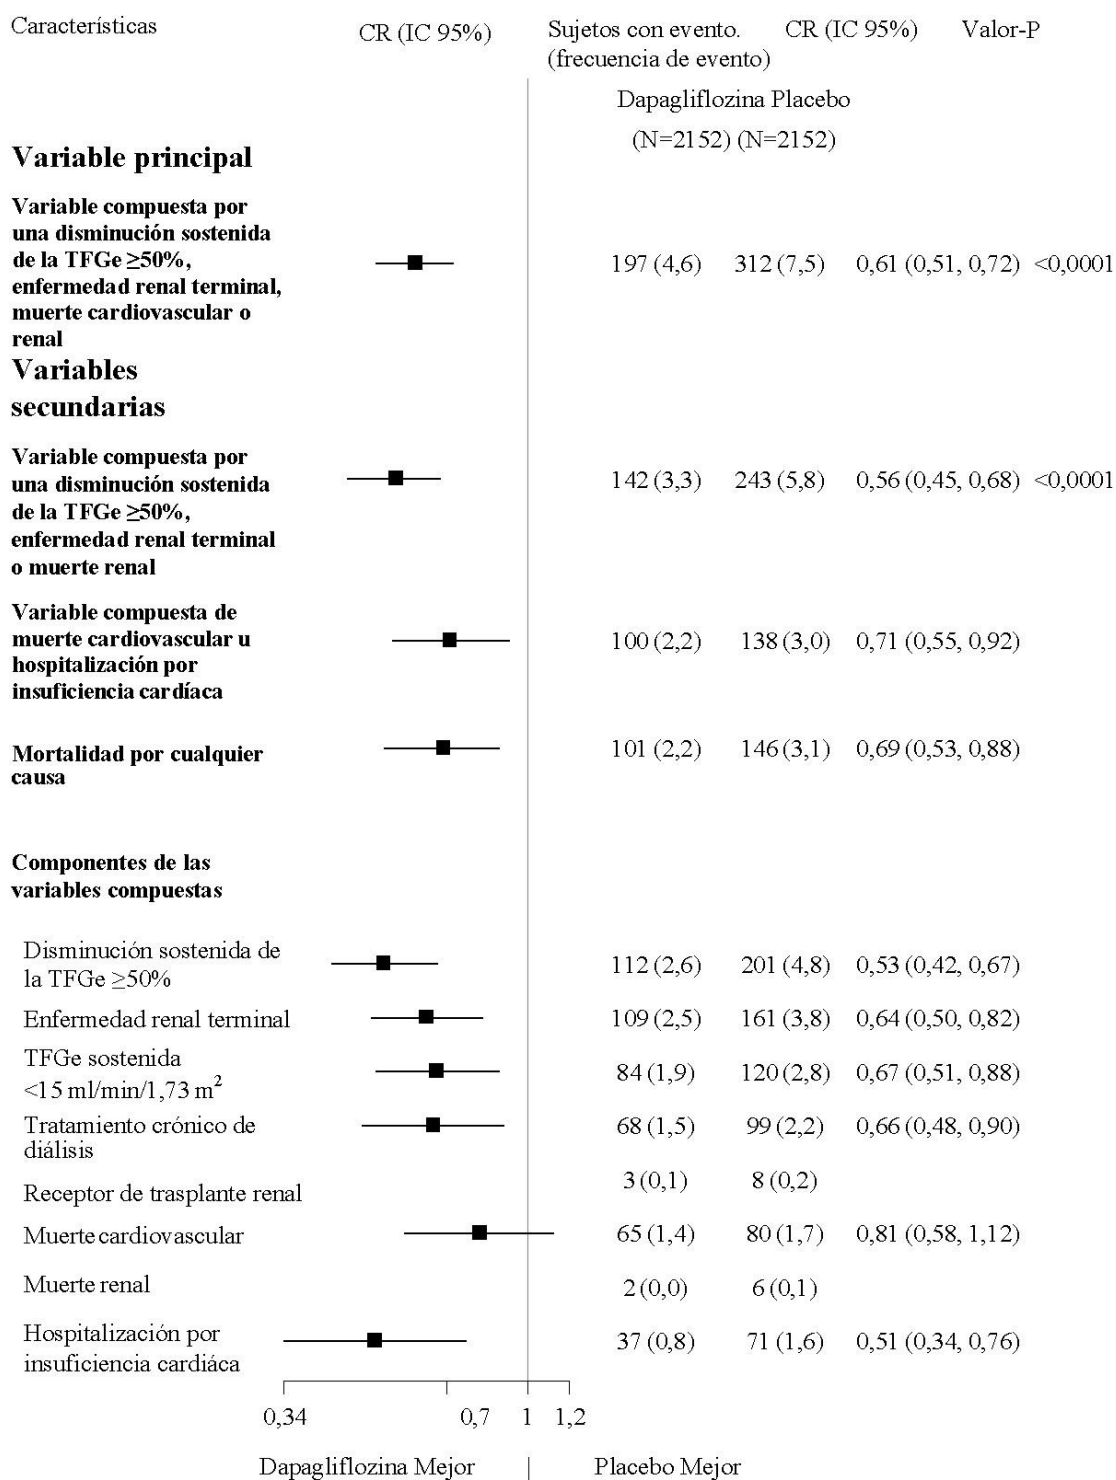 Características CR (IC 95%) Sujetos con evento. CR (IC 95%) Valor-P
(frecuencia de evento)
Dapagliflozina Placebo
(N=2152) (N=2152)
Variable principal
Variable compuesta por
una disminución sostenida
de la TFGe ≥50%, 197 (4,6) 312 (7,5) 0,61 (0,51, 0,72) <0,0001
enfermedad renal terminal,
muerte cardiovascular o
renal
Variables
secundarias
Variable compuesta por
una disminución sostenida 142 (3,3) 243 (5,8) 0,56 (0,45, 0,68) <0,0001
de la TFGe ≥50%,
enfermedad renal terminal
o muerte renal
Variable compuesta de
muerte cardiovascular u 100 (2,2) 138 (3,0) 0,71 (0,55, 0,92)
hospitalización por
insuficiencia cardíaca
Mortalidad por cualquier 101 (2,2) 146 (3,1) 0,69 (0,53, 0,88)
causa
Componentes de las
variables compuestas
Disminución sostenida de
la TFGe ≥50% 112 (2,6) 201 (4,8) 0,53 (0,42, 0,67)
Enfermedad renal terminal 109 (2,5) 161 (3,8) 0,64 (0,50, 0,82)
TFGe sostenida
<15 ml/min/1,73 m² 84 (1,9) 120 (2,8) 0,67 (0,51, 0,88)
Tratamiento crónico de 68 (1,5) 99 (2,2) 0,66 (0,48, 0,90)
diálisis
Receptor de trasplante renal 3 (0,1) 8 (0,2)
Muerte cardiovascular 65 (1,4) 80 (1,7) 0,81 (0,58, 1,12)
Muerte renal 2 (0,0) 6 (0,1)
Hospitalización por 37 (0,8) 71 (1,6) 0,51 (0,34, 0,76)
insuficiencia cardiáca
0,34 0,7 1 1,2
Dapagliflozina Mejor | Placebo Mejor